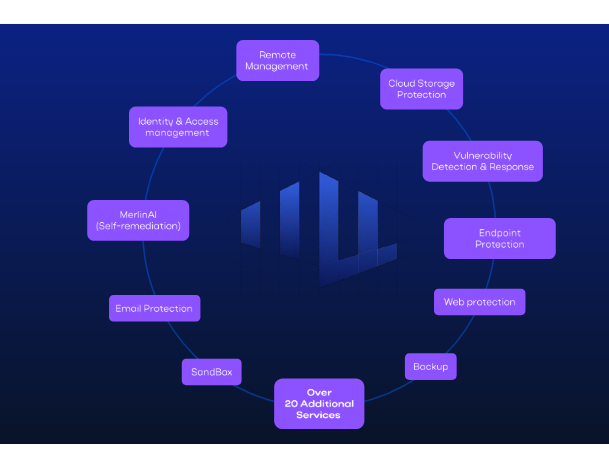 Remote
Management
Cloud Storage
Protection
Identity & Access
management
Vulnerability
Detection & Response
MerlinAI
(Self-remediation)
Endpoint
Protection
Email Protection
Web protection
SandBox
Backup
Over
20 Additional
Services